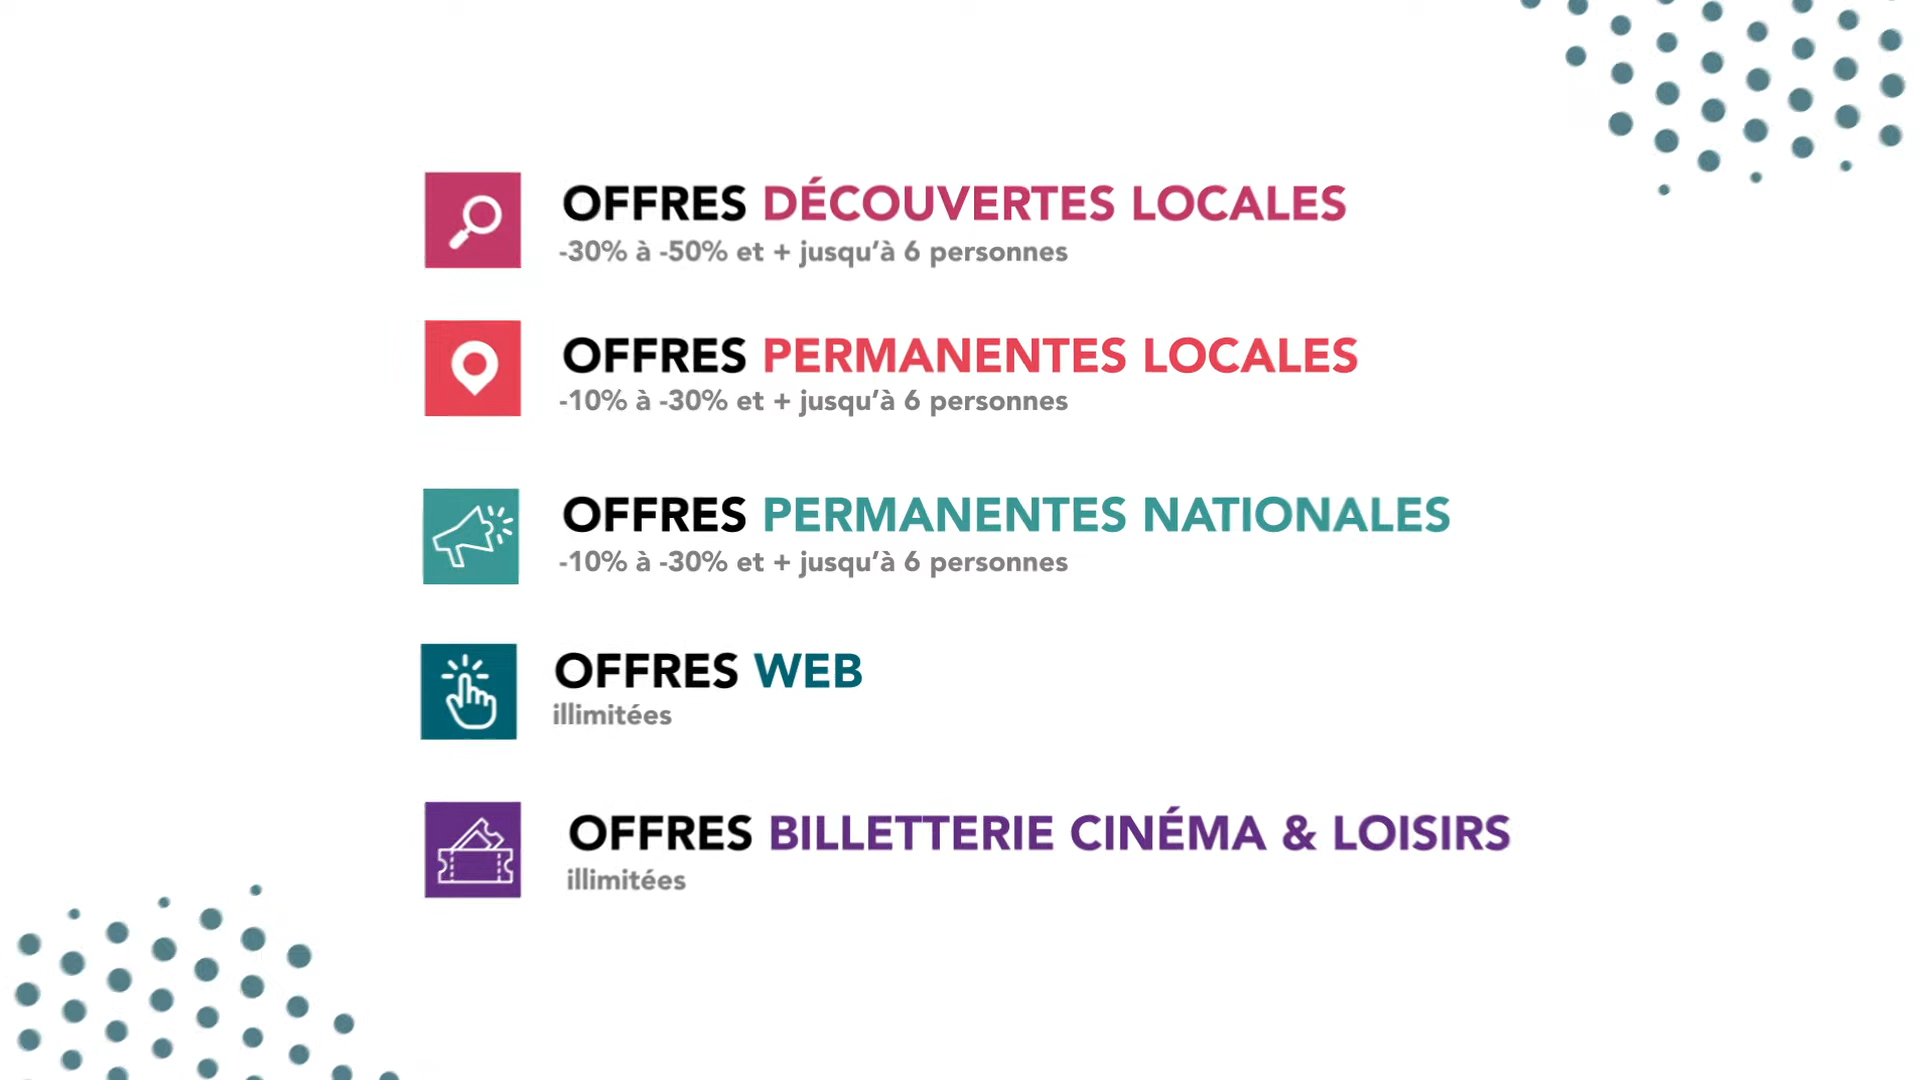 OFFRES DÉCOUVERTES LOCALES
-30% à -50% et + jusqu’à 6 personnes
OFFRES PERMANENTES LOCALES
-10% à -30% et + jusqu’à 6 personnes
OFFRES PERMANENTES NATIONALES
-10% à -30% et + jusqu’à 6 personnes
OFFRES WEB
illimitées
OFFRES BILLETTERIE CINÉMA & LOISIRS
illimitées